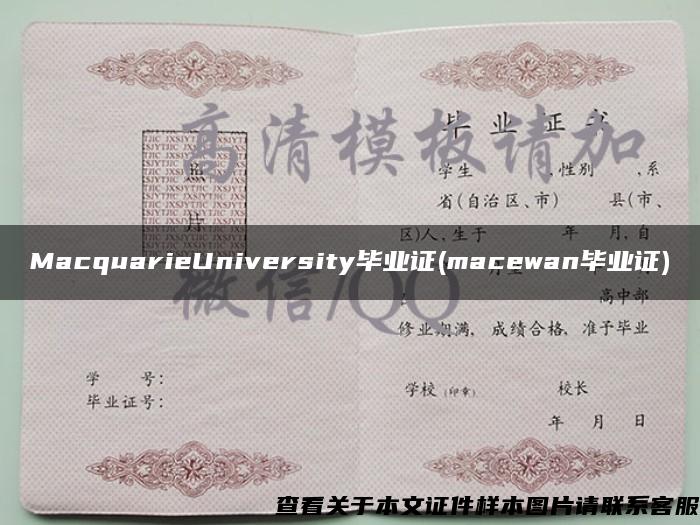 高清模板请加
毕业证书
学生 ,性别 ,系
省(自治区、市) 县(市、
区)人,生于 年 月,自
照
片
MacquarieUniversity毕业证(macewan毕业证)
微信/QQ
高中部
修业期满, 成绩合格, 准予毕业
学 号:
毕业证号:
学校(印章) 校长
年 月 日
查看关于本文证件样本图片请联系客服